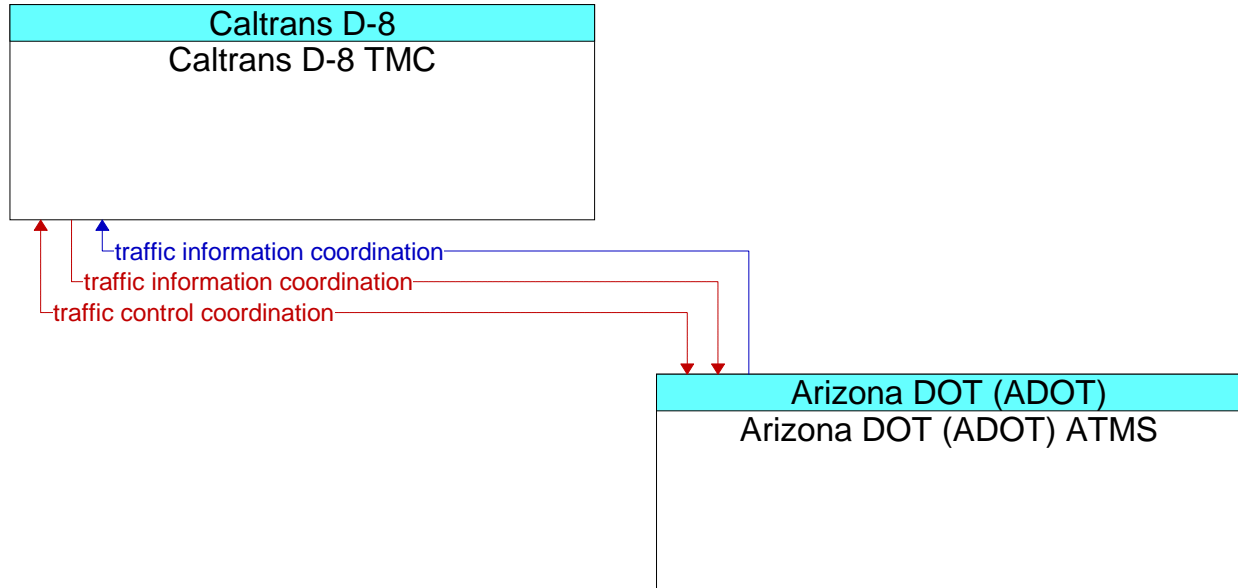 Caltrans D-8
Caltrans D-8 TMC
traffic information coordination
traffic information coordination
traffic control coordination
Arizona DOT (ADOT)
Arizona DOT (ADOT) ATMS